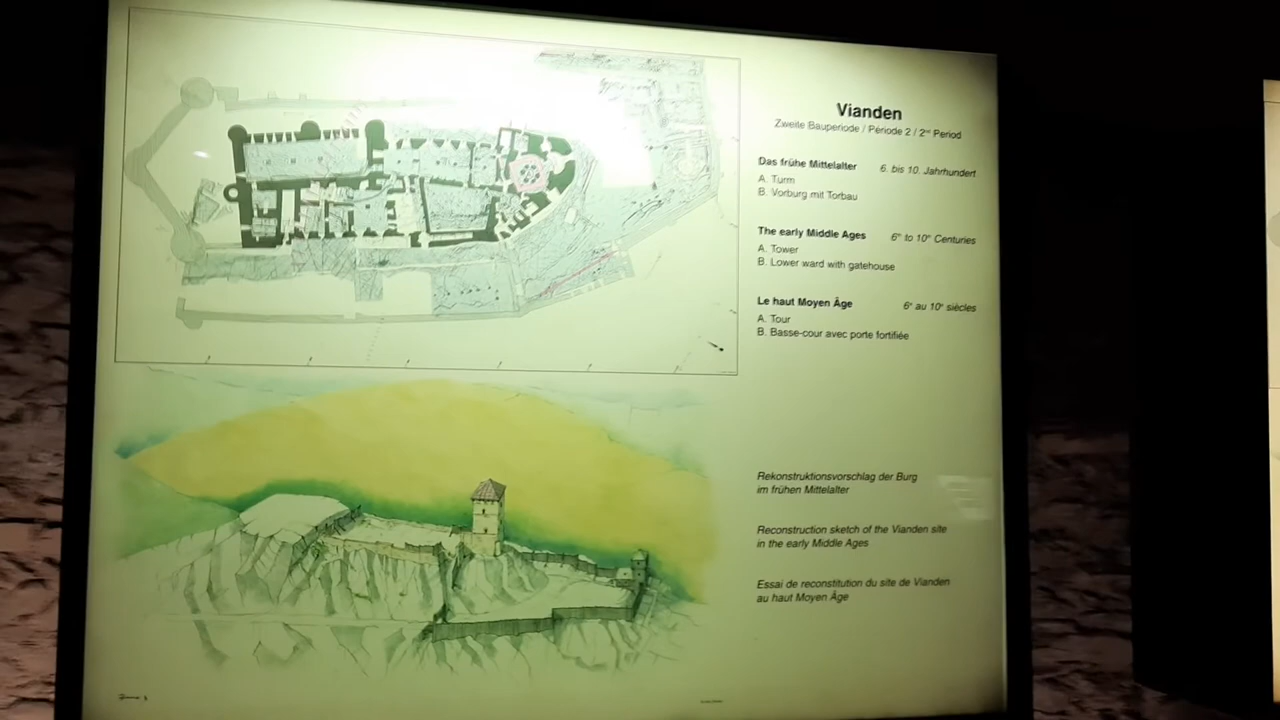 Vianden
Zweite Bauperiode / Période 2 / 2nd Period
Das frühe Mittelalter 6. bis 10. Jahrhundert
A. Turm
B. Vorburg mit Torbau
The early Middle Ages 6th to 10th Centuries
A. Tower
B. Lower ward with gatehouse
Le haut Moyen Âge 6e au 10e siècles
A. Tour
B. Basse-cour avec porte fortifiée
Rekonstruktionsvorschlag der Burg
im frühen Mittelalter
Reconstruction sketch of the Vianden site
in the early Middle Ages
Essai de reconstitution du site de Vianden
au haut Moyen Âge